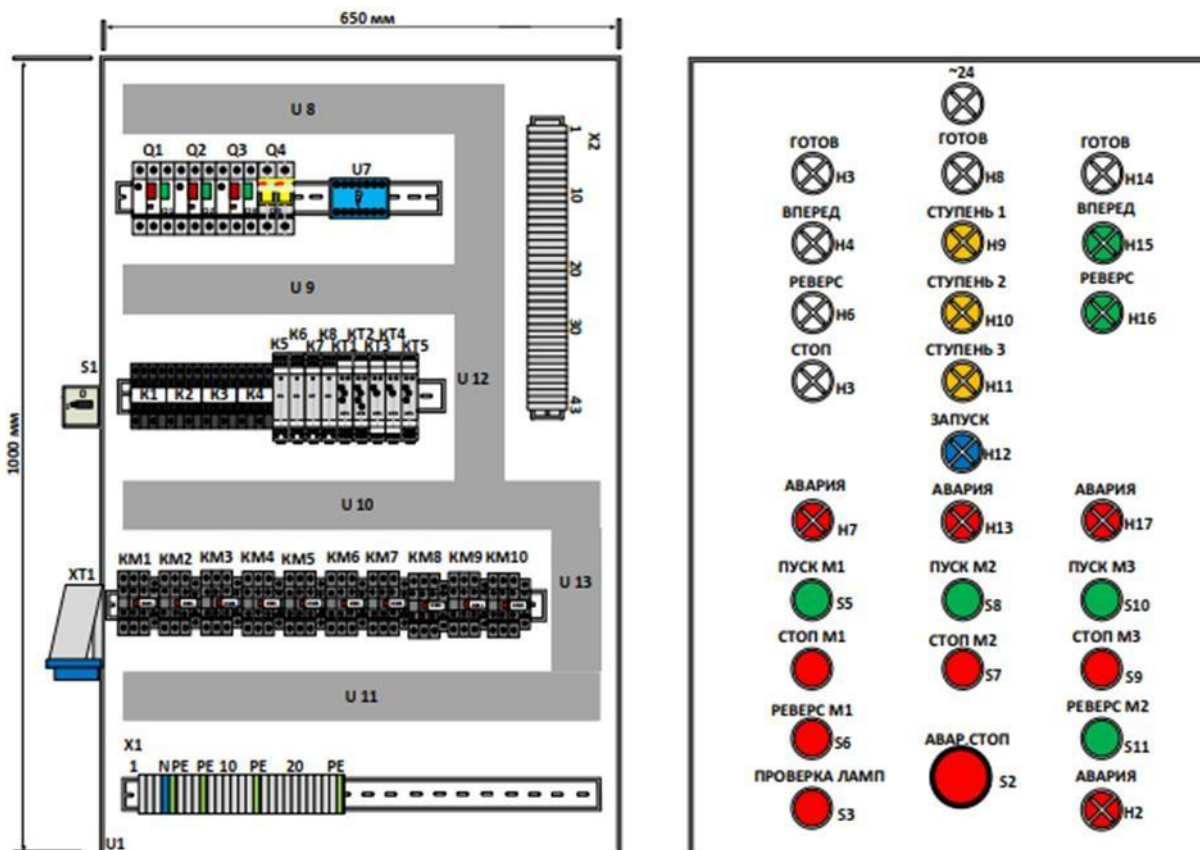 650 мм
1000 мм
U 8
Q1 Q2 Q3 Q4
U7
1
X2
10
20
30
43
U 9
S1
K5 K6 K7 K8 KT1 KT2 KT3 KT4 KT5
K1 K2 K3 K4
0
U 12
U 10
XT1
KM1 KM2 KM3 KM4 KM5 KM6 KM7 KM8 KM9 KM10
U 13
U 11
X1
1 N PE PE 10 PE 20 PE
U1
~24
ГОТОВ ГОТОВ ГОТОВ
H3 H8 H14
ВПЕРЕД СТУПЕНЬ 1 ВПЕРЕД
H4 H9 H15
РЕВЕРС СТУПЕНЬ 2 РЕВЕРС
H6 H10 H16
СТОП СТУПЕНЬ 3
H3 H11
ЗАПУСК
H12
АВАРИЯ АВАРИЯ АВАРИЯ
H7 H13 H17
ПУСК М1 ПУСК М2 ПУСК М3
S5 S8 S10
СТОП М1 СТОП М2 СТОП М3
S7 S9
РЕВЕРС М1 РЕВЕРС М2
S6 S11
АВАР.СТОП
S2
ПРОВЕРКА ЛАМП АВАРИЯ
S3 H2